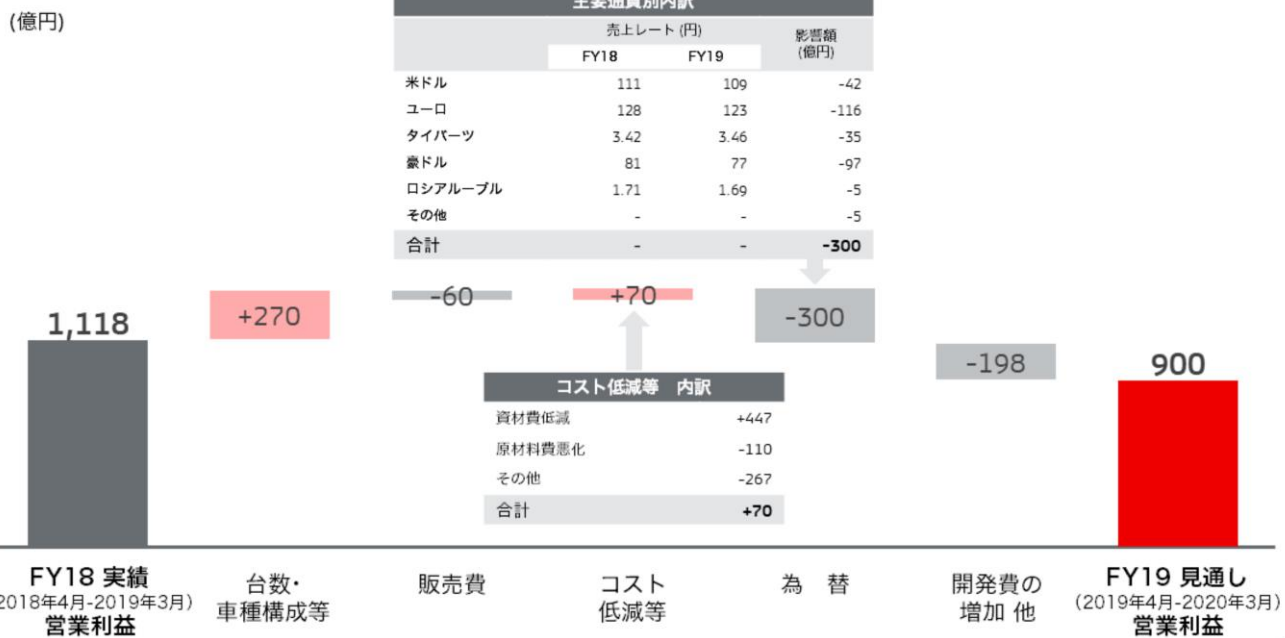 (億円)
主要通貨別内訳
売上レート (円)
影響額
(億円)
FY18 FY19
米ドル 111 109 -42
ユーロ 128 123 -116
タイバーツ 3.42 3.46 -35
豪ドル 81 77 -97
ロシアルーブル 1.71 1.69 -5
その他 - - -5
合計 - - -300
1,118
+270
-60
+70
-300
-198
900
コスト低減等 内訳
資材費低減 +447
原材料費悪化 -110
その他 -267
合計 +70
FY18 実績
2018年4月-2019年3月)
営業利益
台数・
車種構成等
販売費
コスト
低減等
為 替
開発費の
増加 他
FY19 見通し
(2019年4月-2020年3月)
営業利益